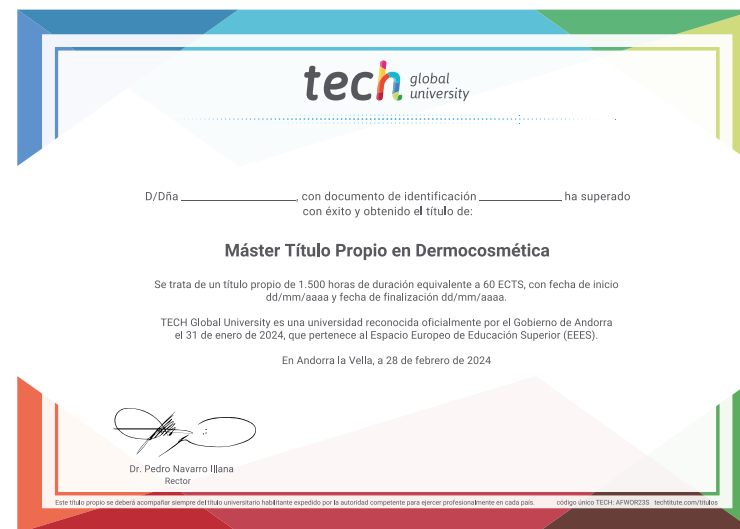 tech global university
D/Dña ____________, con documento de identificación ____________ ha superado
con éxito y obtenido el título de:
Máster Título Propio en Dermocosmética
Se trata de un título propio de 1.500 horas de duración equivalente a 60 ECTS, con fecha de inicio
dd/mm/aaaa y fecha de finalización dd/mm/aaaa.
TECH Global University es una universidad reconocida oficialmente por el Gobierno de Andorra
el 31 de enero de 2024, que pertenece al Espacio Europeo de Educación Superior (EEES).
En Andorra la Vella, a 28 de febrero de 2024
Dr. Pedro Navarro Illana
Rector
Este título propio se deberá acompañar siempre del título universitario habilitante expedido por la autoridad competente para ejercer profesionalmente en cada país. código único TECH: AFWOR23S techtitute.com/titulos